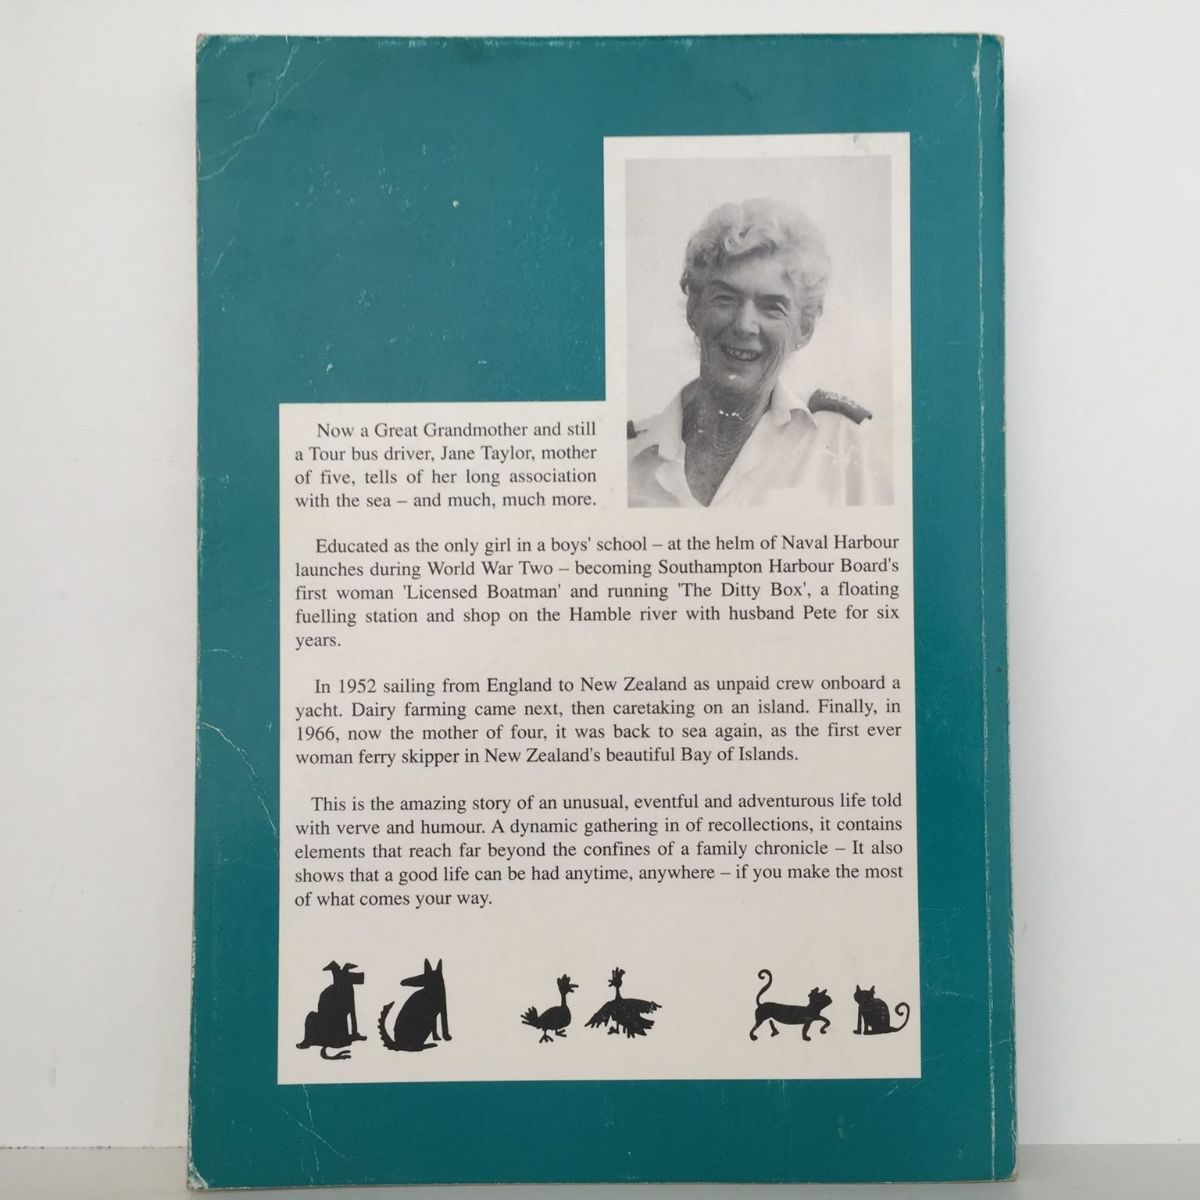 Now a Great Grandmother and still
a Tour bus driver, Jane Taylor, mother
of five, tells of her long association
with the sea – and much, much more.
Educated as the only girl in a boys' school – at the helm of Naval Harbour
launches during World War Two – becoming Southampton Harbour Board's
first woman 'Licensed Boatman' and running 'The Ditty Box', a floating
fuelling station and shop on the Hamble river with husband Pete for six
years.
In 1952 sailing from England to New Zealand as unpaid crew onboard a
yacht. Dairy farming came next, then caretaking on an island. Finally, in
1966, now the mother of four, it was back to sea again, as the first ever
woman ferry skipper in New Zealand's beautiful Bay of Islands.
This is the amazing story of an unusual, eventful and adventurous life told
with verve and humour. A dynamic gathering in of recollections, it contains
elements that reach far beyond the confines of a family chronicle – It also
shows that a good life can be had anytime, anywhere – if you make the most
of what comes your way.